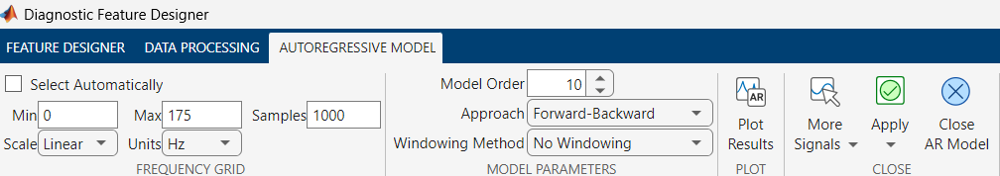 Diagnostic Feature Designer
FEATURE DESIGNER DATA PROCESSING AUTOREGRESSIVE MODEL
Select Automatically
Min 0 Max 175 Samples 1000
Scale Linear Units Hz
FREQUENCY GRID
Model Order 10
Approach Forward-Backward
Windowing Method No Windowing
MODEL PARAMETERS
AR
Plot
Results
PLOT
More
Signals
Apply
Close
AR Model
CLOSE